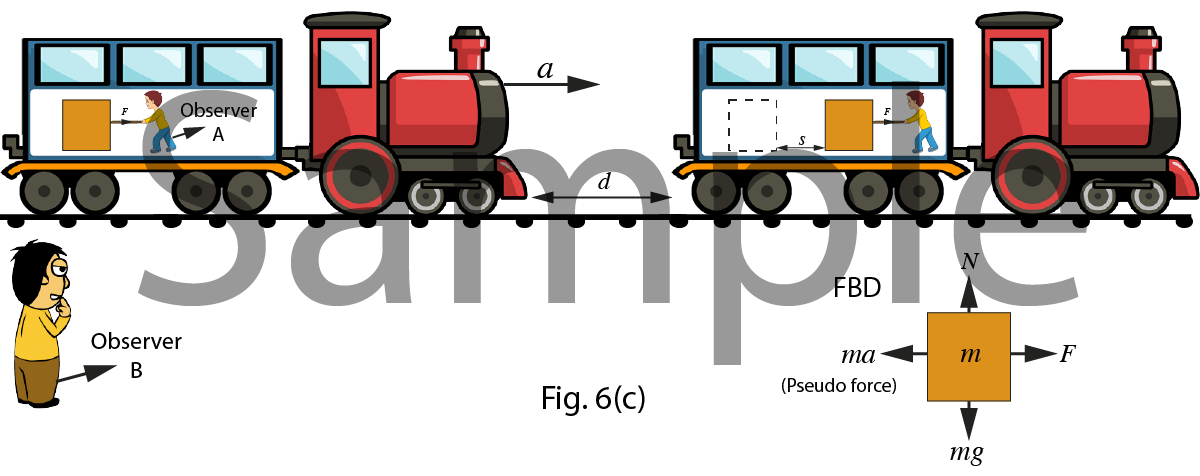 a
F
Observer
A
F
s
d
Sample
Observer
B
Fig. 6(c)
FBD
N
ma
m
F
(Pseudo force)
mg